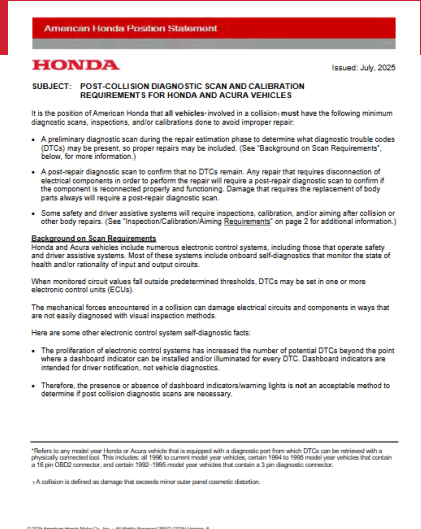 American Honda Position Statement
HONDA
Issued: July, 2025
SUBJECT: POST-COLLISION DIAGNOSTIC SCAN AND CALIBRATION
REQUIREMENTS FOR HONDA AND ACURA VEHICLES
It is the position of American Honda that all vehicles* involved in a collision† must have the following minimum
diagnostic scans, inspections, and/or calibrations done to avoid improper repair:
• A preliminary diagnostic scan during the repair estimation phase to determine what diagnostic trouble codes
(DTCs) may be present, so proper repairs may be included. (See "Background on Scan Requirements",
below, for more information.)
• A post-repair diagnostic scan to confirm that no DTCs remain. Any repair that requires disconnection of
electrical components in order to perform the repair will require a post-repair diagnostic scan to confirm if
the component is reconnected properly and functioning. Damage that requires the replacement of body
parts always will require a post-repair diagnostic scan.
• Some safety and driver assistive systems will require inspections, calibration, and/or aiming after collision or
other body repairs. (See "Inspection/Calibration/Aiming Requirements" on page 2 for additional information.)
Background on Scan Requirements
Honda and Acura vehicles include numerous electronic control systems, including those that operate safety
and driver assistive systems. Most of these systems include onboard self-diagnostics that monitor the state of
health and/or rationality of input and output circuits.
When monitored circuit values fall outside predetermined thresholds, DTCs may be set in one or more
electronic control units (ECUs).
The mechanical forces encountered in a collision can damage electrical circuits and components in ways that
are not easily diagnosed with visual inspection methods.
Here are some other electronic control system self-diagnostic facts:
• The proliferation of electronic control systems has increased the number of potential DTCs beyond the point
where a dashboard indicator can be installed and/or illuminated for every DTC. Dashboard indicators are
intended for driver notification, not vehicle diagnostics.
• Therefore, the presence or absence of dashboard indicators/warning lights is not an acceptable method to
determine if post collision diagnostic scans are necessary.
*Refers to any model year Honda or Acura vehicle that is equipped with a diagnostic port from which DTCs can be retrieved with a
physically connected tool. This includes: all 1996 to current model year vehicles, certain 1994 to 1995 model year vehicles that contain
a 16 pin OBD2 connector, and certain 1992–1995 model year vehicles that contain a 3 pin diagnostic connector.
† A collision is defined as damage that exceeds minor outer panel cosmetic distortion.